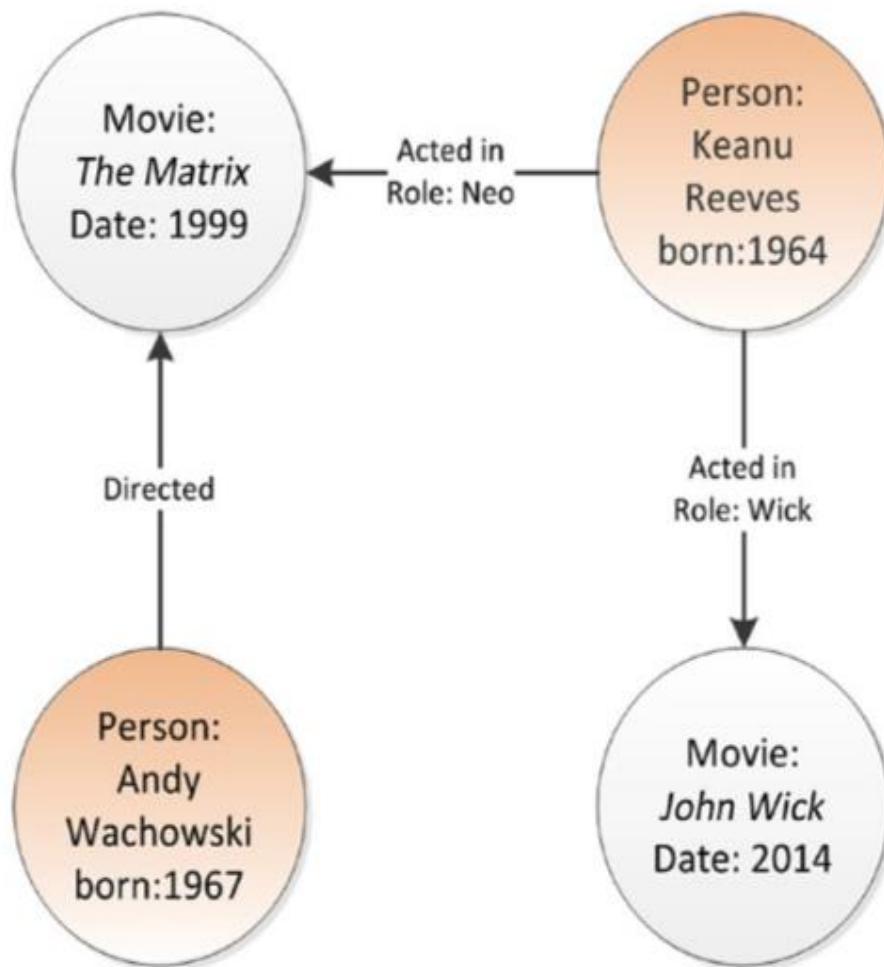 Movie:
The Matrix
Date: 1999
Acted in
Role: Neo
Person:
Keanu
Reeves
born:1964
Directed
Acted in
Role: Wick
Person:
Andy
Wachowski
born:1967
Movie:
John Wick
Date: 2014